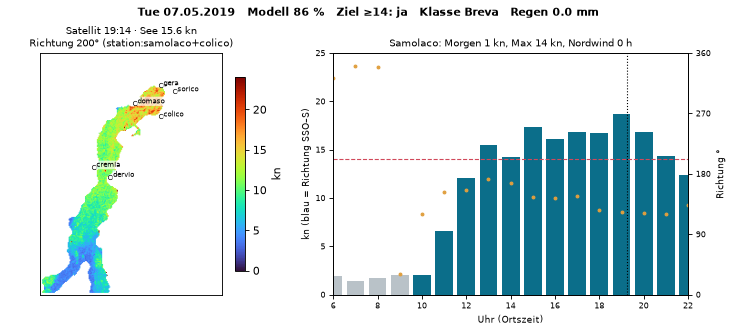 Tue 07.05.2019   Modell 86 %   Ziel ≥14: ja   Klasse Breva   Regen 0.0 mm
Satellit 19:14 · See 15.6 kn
Richtung 200° (station:samolaco+colico)
gera
sorico
domaso
colico
cremia
dervio
20
15
10
5
0
kn
Samolaco: Morgen 1 kn, Max 14 kn, Nordwind 0 h
25
20
15
10
5
0
kn (blau = Richtung SSO–S)
360
270
180
90
0
Richtung °
6 8 10 12 14 16 18 20 22
Uhr (Ortszeit)